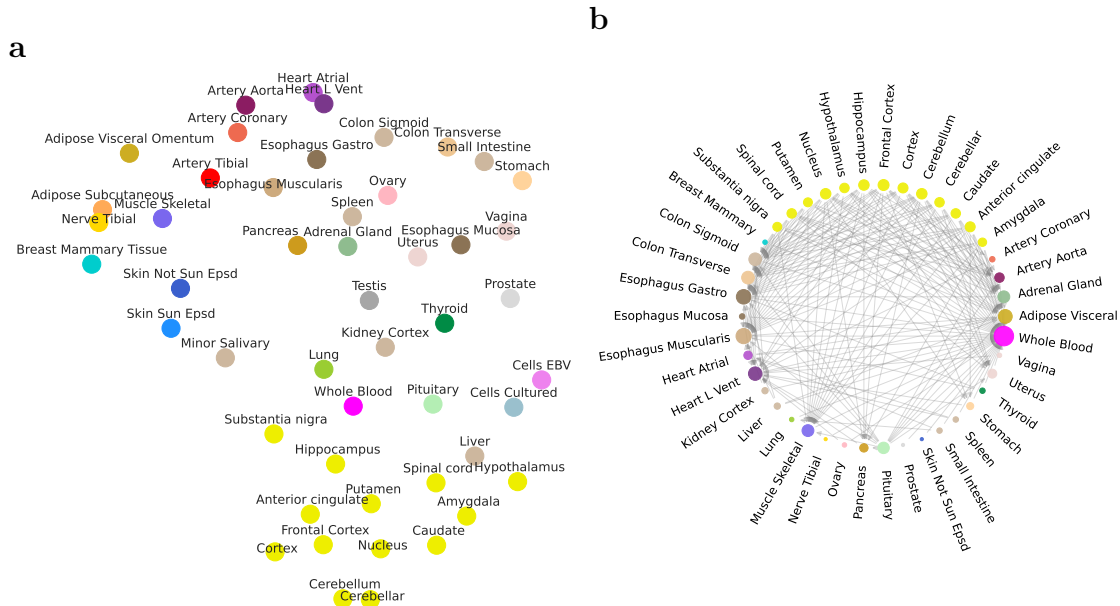 a
b
Heart Atrial
Artery Aorta
Heart L Vent
Artery Coronary
Colon Sigmoid
Colon Transverse
Adipose Visceral Omentum
Esophagus Gastro
Small Intestine
Artery Tibial
Stomach
Esophagus Muscularis
Ovary
Adipose Subcutaneous
Muscle Skeletal
Spleen
Nerve Tibial
Vagina
Pancreas
Adrenal Gland
Esophagus Mucosa
Uterus
Breast Mammary Tissue
Skin Not Sun Epsd
Testis
Prostate
Skin Sun Epsd
Thyroid
Minor Salivary
Kidney Cortex
Lung
Cells EBV
Whole Blood
Pituitary
Cells Cultured
Substantia nigra
Hippocampus
Liver
Spinal cord
Hypothalamus
Anterior cingulate
Putamen
Amygdala
Frontal Cortex
Caudate
Cortex
Nucleus
Cerebellum
Cerebellar
Whole Blood
Adipose Visceral
Adrenal Gland
Artery Aorta
Artery Coronary
Amygdala
Anterior cingulate
Caudate
Cerebellar
Cerebellum
Cortex
Frontal Cortex
Hippocampus
Hypothalamus
Nucleus
Putamen
Spinal cord
Substantia nigra
Breast Mammary
Colon Sigmoid
Colon Transverse
Esophagus Gastro
Esophagus Mucosa
Esophagus Muscularis
Heart Atrial
Heart L Vent
Kidney Cortex
Liver
Lung
Muscle Skeletal
Nerve Tibial
Ovary
Pancreas
Pituitary
Prostate
Skin Not Sun Epsd
Small Intestine
Spleen
Stomach
Thyroid
Uterus
Vagina